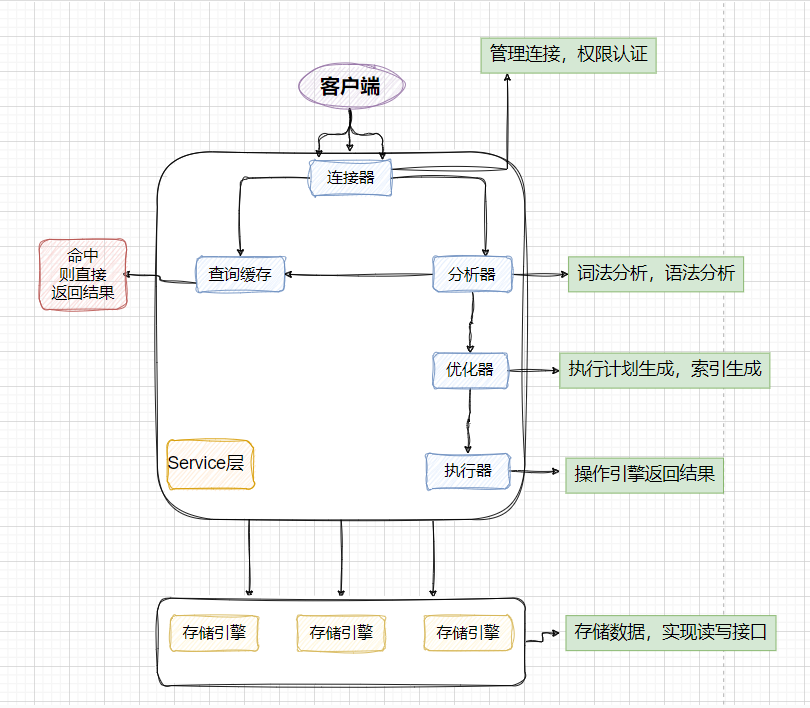 管理连接，权限认证
客户端
连接器
命中
则直接
返回结果
查询缓存
分析器
词法分析，语法分析
优化器
执行计划生成，索引生成
Service层
执行器
操作引擎返回结果
存储引擎
存储引擎
存储引擎
存储数据，实现读写接口